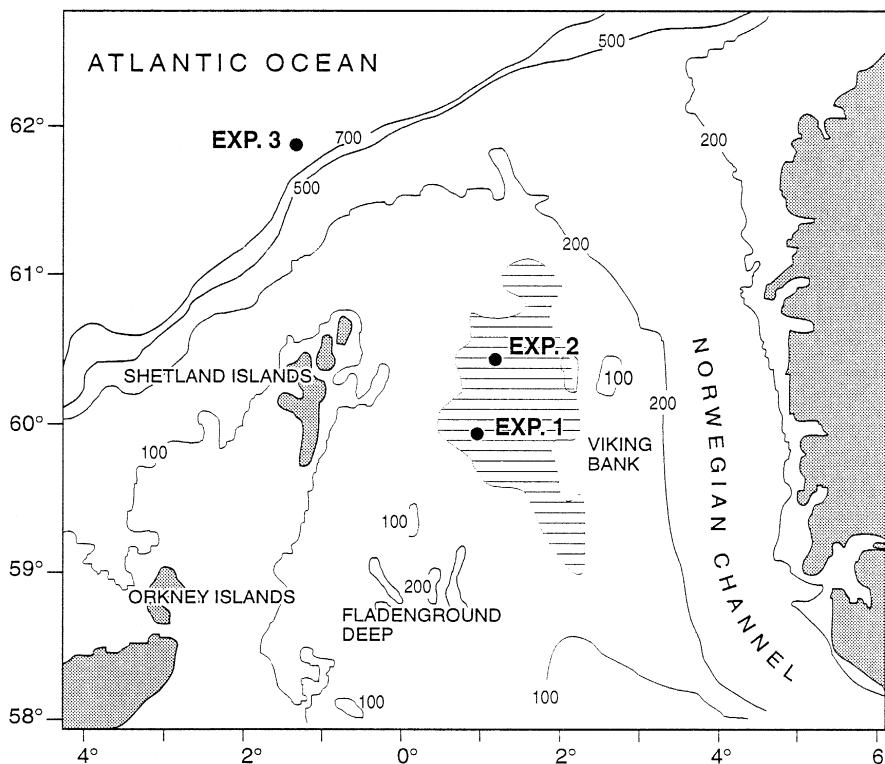 ATLANTIC OCEAN
500
62°
EXP. 3
700
200
500
200
61°
EXP. 2
SHETLAND ISLANDS
100
200
60°
EXP. 1
100
VIKING
BANK
NORWEGIAN CHANNEL
100
59°
200
ORKNEY ISLANDS
FLADENGROUND
DEEP
100
100
58°
4° 2° 0° 2° 4° 6